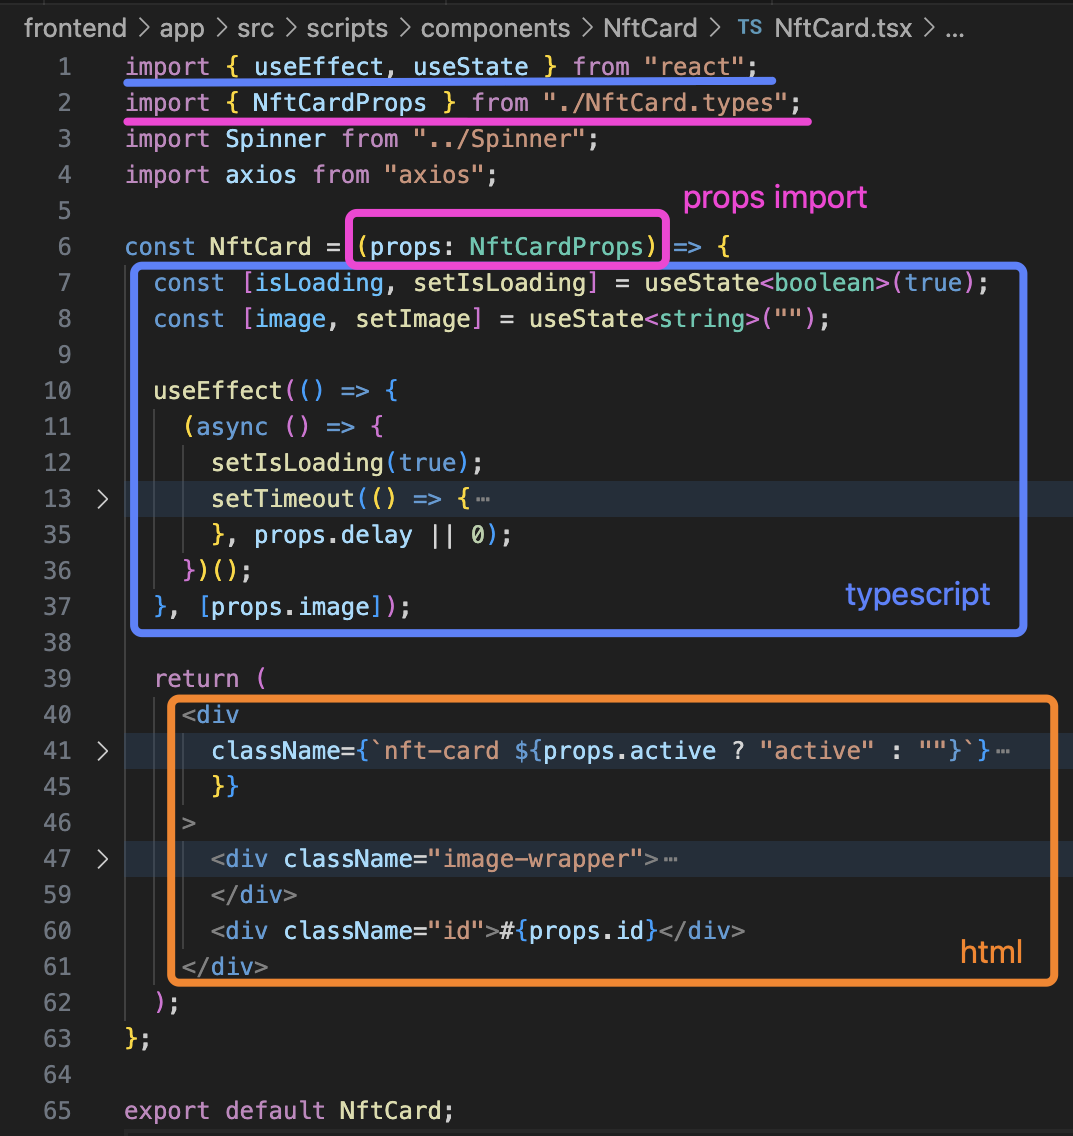 frontend > app > src > scripts > components > NftCard > TS NftCard.tsx > ...
1 import { useEffect, useState } from "react";
2 import { NftCardProps } from "./NftCard.types";
3 import Spinner from "../Spinner";
4 import axios from "axios";
5
props import
6 const NftCard = (props: NftCardProps) => {
7 const [isLoading, setIsLoading] = useState<boolean>(true);
8 const [image, setImage] = useState<string>("");
9
10 useEffect(() => {
11 (async () => {
12 setIsLoading(true);
13 > setTimeout(() => {⋯
35 }, props.delay || 0);
36 })();
37 }, [props.image]);
typescript
38
39 return (
40 <div
41 > className={`nft-card ${props.active ? "active" : ""}`}⋯
45 }}
46 >
47 > <div className="image-wrapper">⋯
59 </div>
60 <div className="id">#{props.id}</div>
html
61 </div>
62 );
63 };
64
65 export default NftCard;